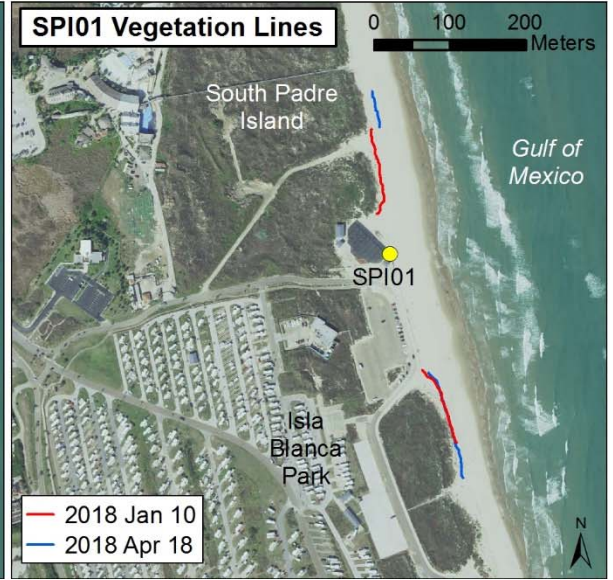 SPI01 Vegetation Lines
0 100 200
Meters
South Padre
Island
Gulf of
Mexico
SPI01
Isla
Blanca
Park
2018 Jan 10
2018 Apr 18
N